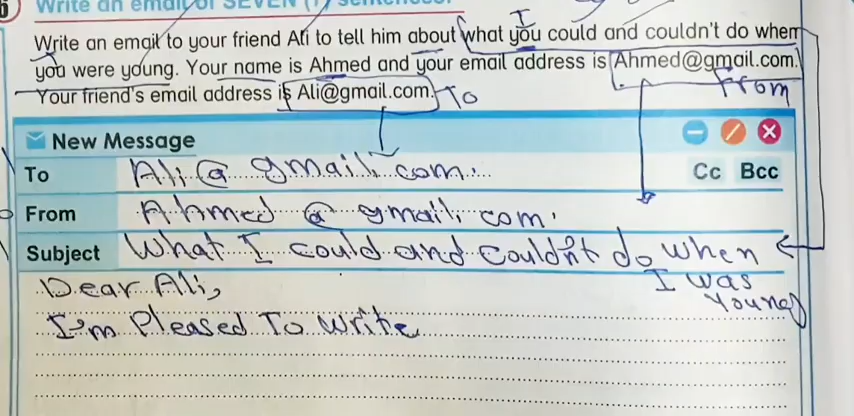 Write an email of SEVEN (7) sentences:
I
Write an email to your friend Ali to tell him about what you could and couldn't do when
you were young. Your name is Ahmed and your email address is Ahmed@gmail.com.
Your friend's email address is Ali@gmail.com. To From
New Message
To Ali@gmail.com. Cc Bcc
From Ahmed@gmail.com.
Subject What I could and couldn't do when
I was
Young
Dear Ali,
I'm Pleased To write